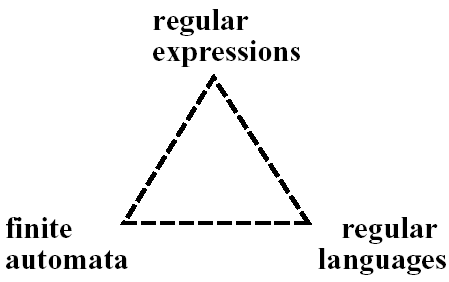 regular
expressions
finite
automata
regular
languages